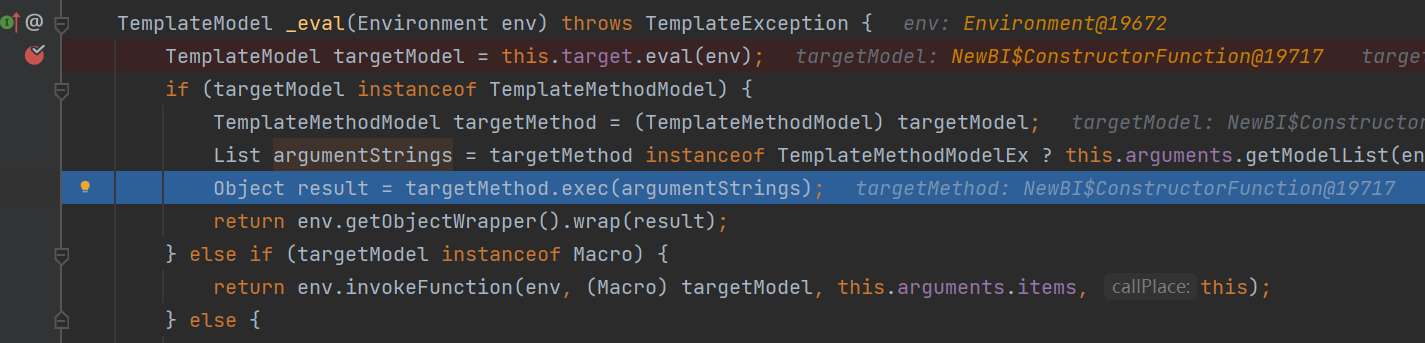 @ TemplateModel _eval(Environment env) throws TemplateException { env: Environment@19672
TemplateModel targetModel = this.target.eval(env); targetModel: NewBI$ConstructorFunction@19717 target
if (targetModel instanceof TemplateMethodModel) {
TemplateMethodModel targetMethod = (TemplateMethodModel) targetModel; targetModel: NewBI$Constructor
List argumentStrings = targetMethod instanceof TemplateMethodModelEx ? this.arguments.getModelList(en
Object result = targetMethod.exec(argumentStrings); targetMethod: NewBI$ConstructorFunction@19717
return env.getObjectWrapper().wrap(result);
} else if (targetModel instanceof Macro) {
return env.invokeFunction(env, (Macro) targetModel, this.arguments.items, callPlace: this);
} else {